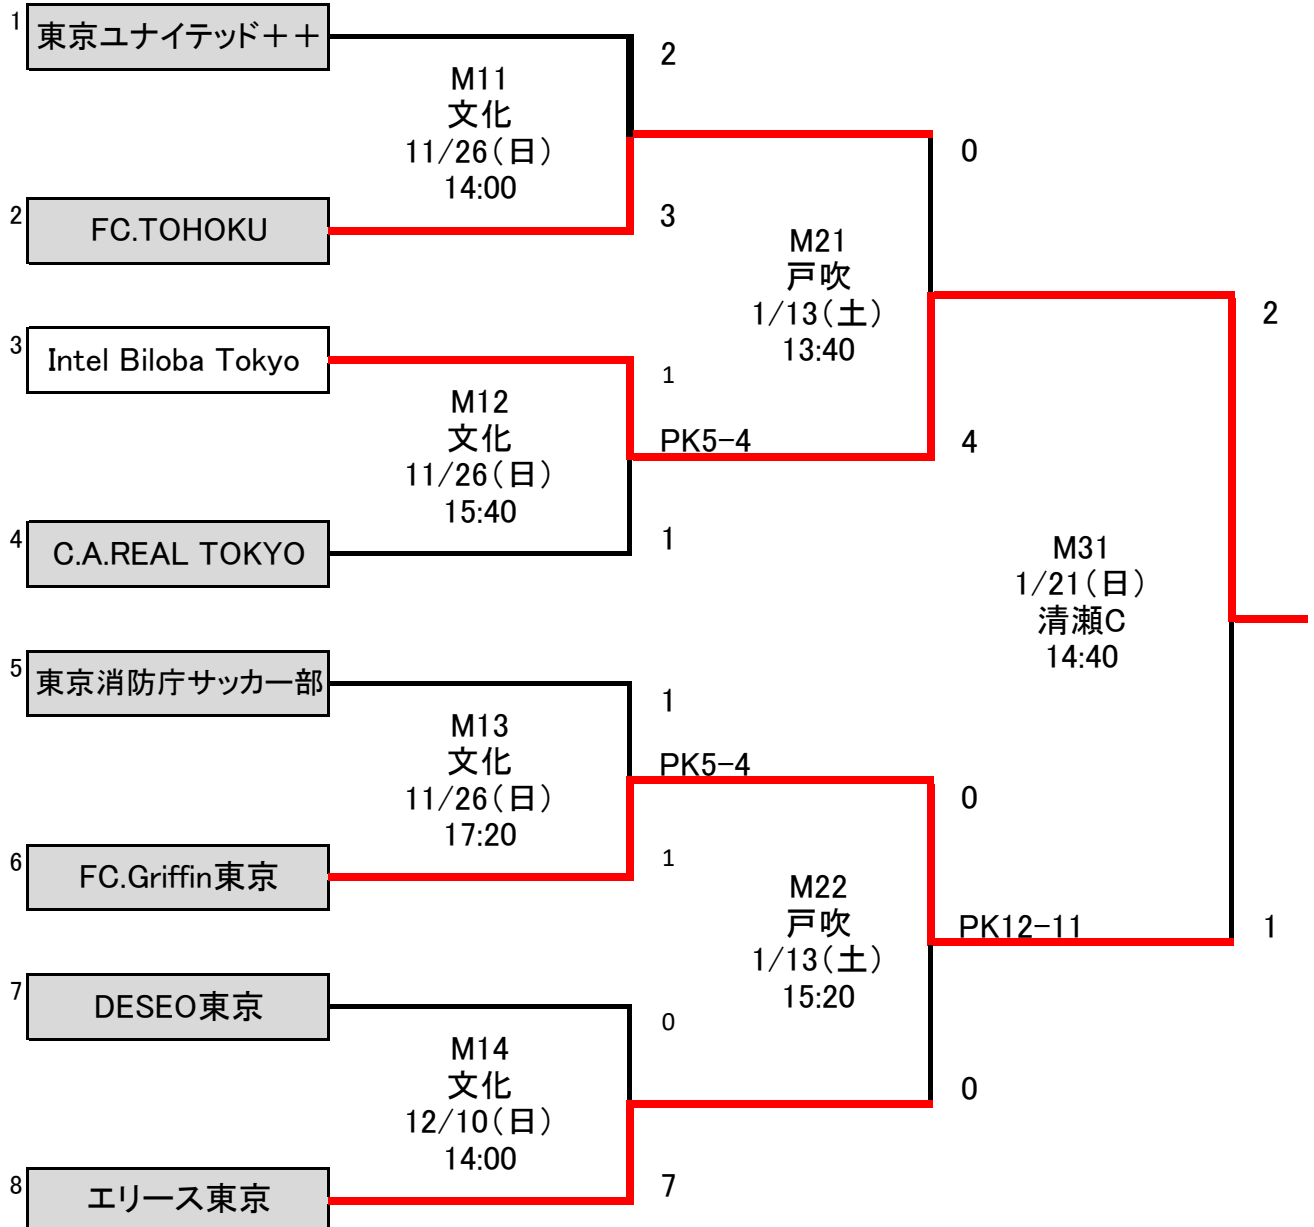 1
東京ユナイテッド++
2
M11
文化
11/26(日)
14:00
0
2
FC.TOHOKU
3
M21
戸吹
1/13(土)
13:40
2
3
Intel Biloba Tokyo
1
M12
文化
11/26(日)
15:40
PK5-4
4
4
C.A.REAL TOKYO
1
M31
1/21(日)
清瀬C
14:40
5
東京消防庁サッカー部
1
M13
文化
11/26(日)
17:20
PK5-4
0
6
FC.Griffin東京
1
M22
戸吹
1/13(土)
15:20
PK12-11
1
7
DESEO東京
0
M14
文化
12/10(日)
14:00
0
8
エリース東京
7